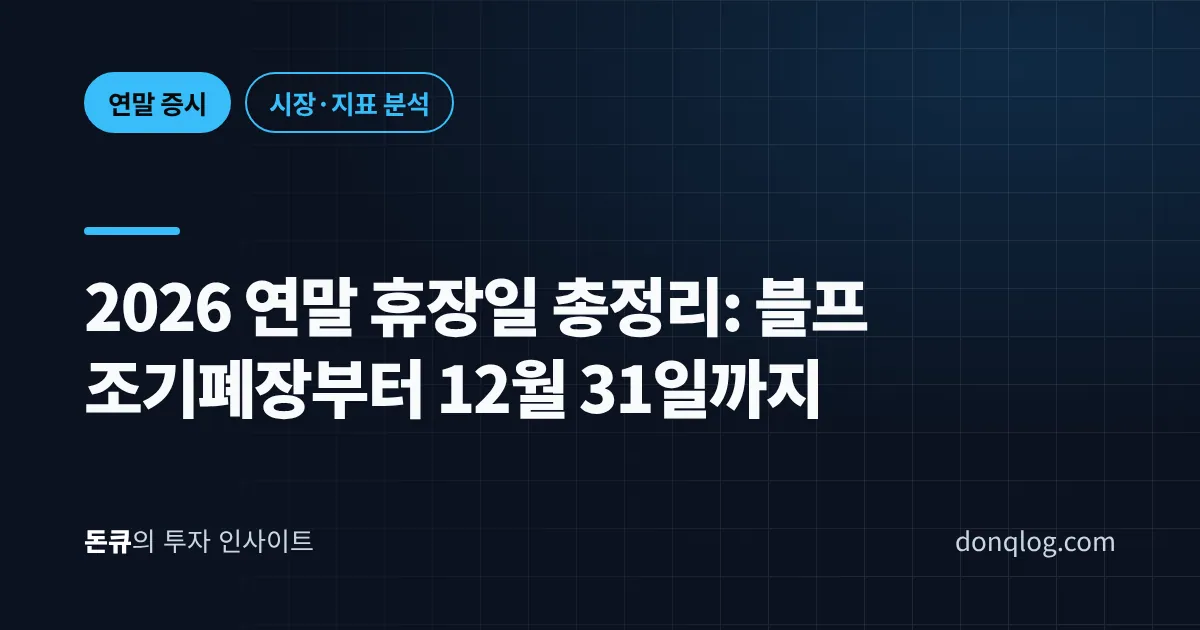 연말 증시
시장·지표 분석
2026 연말 휴장일 총정리: 블프
조기폐장부터 12월 31일까지
돈큐의 투자 인사이트
donqlog.com